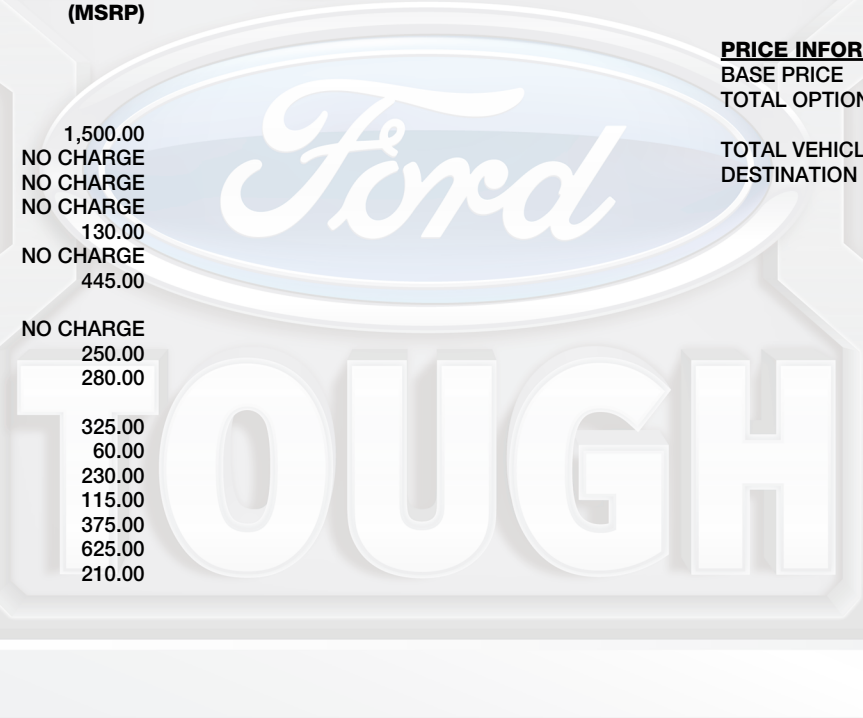 (MSRP)
1,500.00
NO CHARGE
NO CHARGE
NO CHARGE
130.00
NO CHARGE
445.00
NO CHARGE
250.00
280.00
325.00
60.00
230.00
115.00
375.00
625.00
210.00
PRICE INFOR
BASE PRICE
TOTAL OPTION
TOTAL VEHICL
DESTINATION
Ford
TOUGH